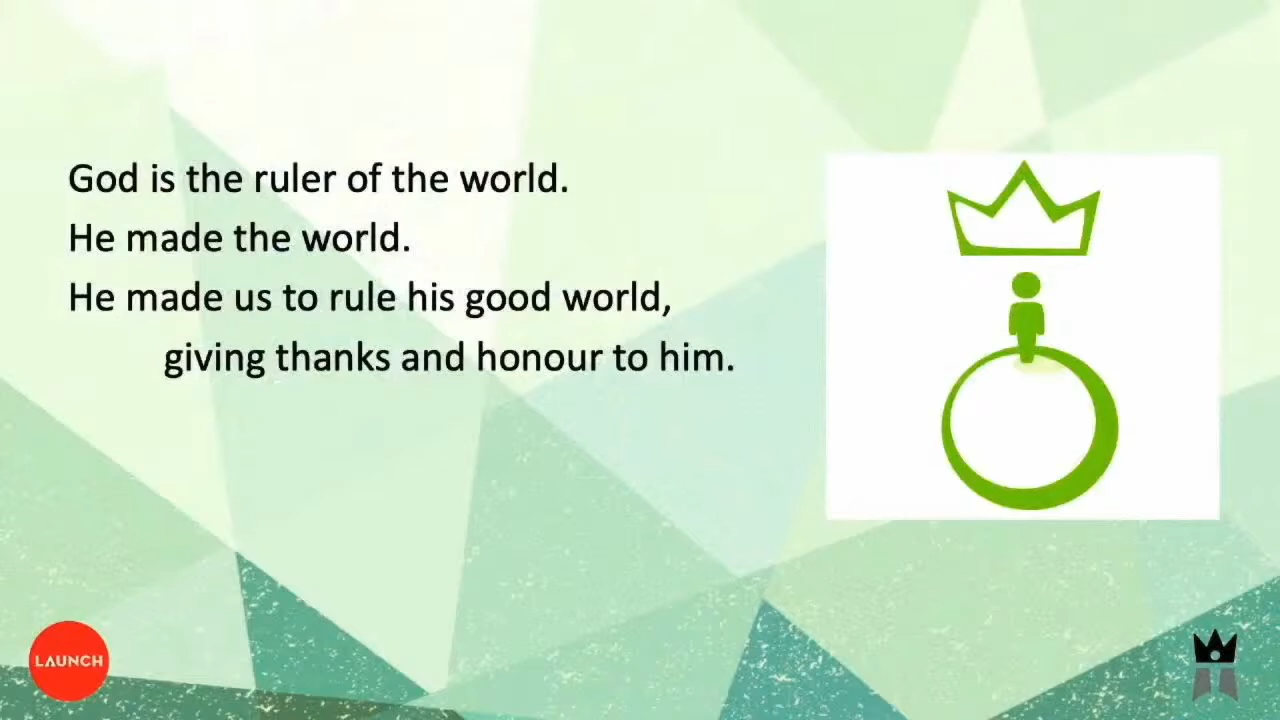 God is the ruler of the world.
He made the world.
He made us to rule his good world,
giving thanks and honour to him.
LAUNCH